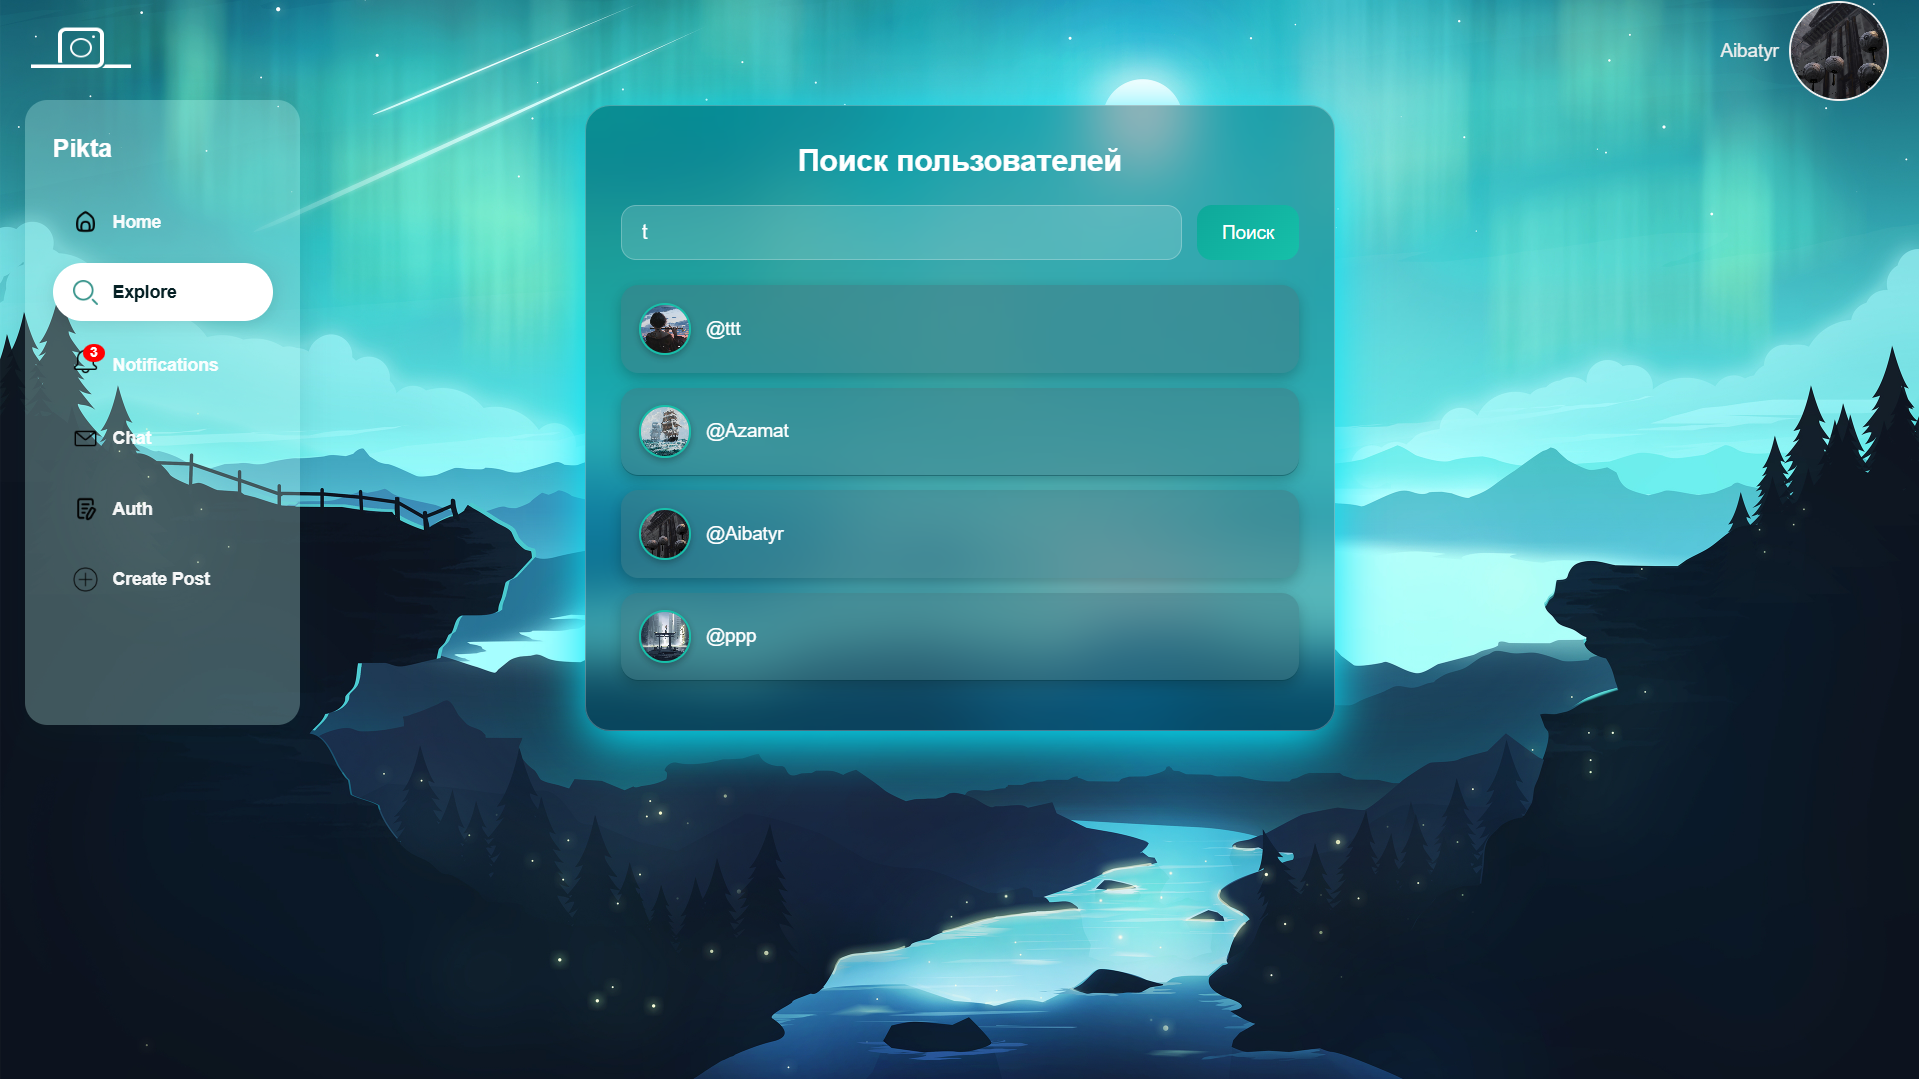 Aibatyr
Pikta
Home
Explore
3
Notifications
Chat
Auth
Create Post
Поиск пользователей
t
Поиск
@ttt
@Azamat
@Aibatyr
@ppp